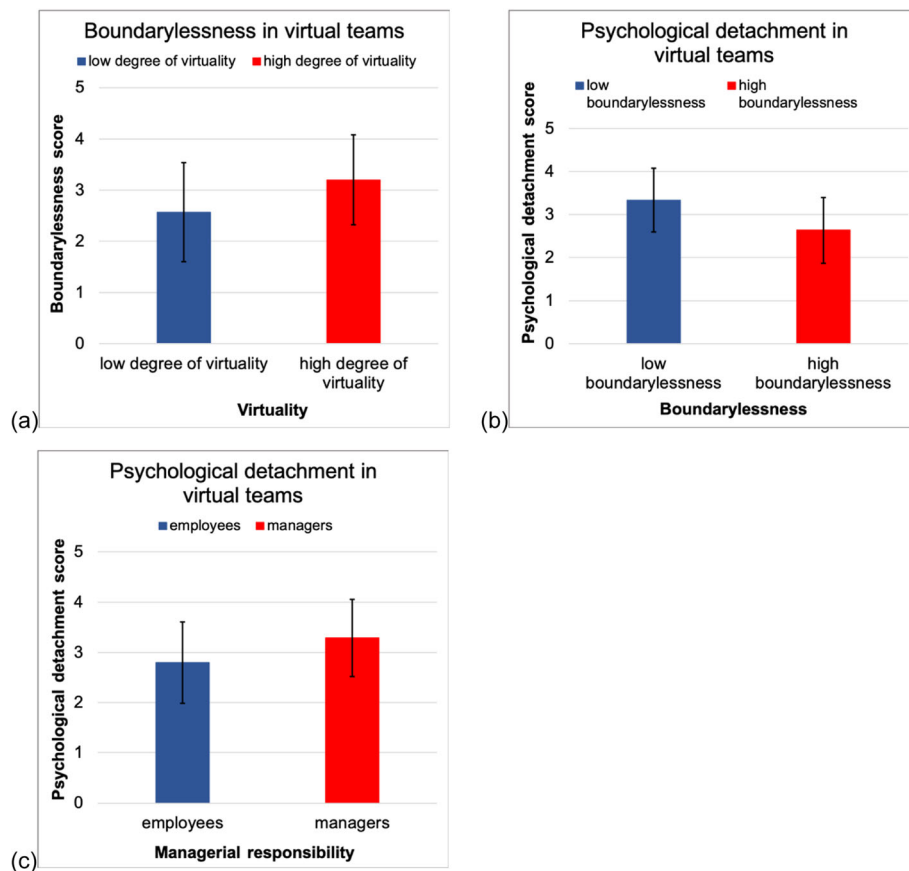 Boundarylessness in virtual teams
low degree of virtuality high degree of virtuality
Boundarylessness score
5
4
3
2
1
0
low degree of virtuality high degree of
virtuality
Virtuality
(a)
Psychological detachment in
virtual teams
low high
boundarylessness boundarylessness
Psychological detachment score
5
4
3
2
1
0
low high
boundarylessness boundarylessness
Boundarylessness
(b)
Psychological detachment in
virtual teams
employees managers
Psychological detachment score
5
4
3
2
1
0
employees managers
Managerial responsibility
(c)